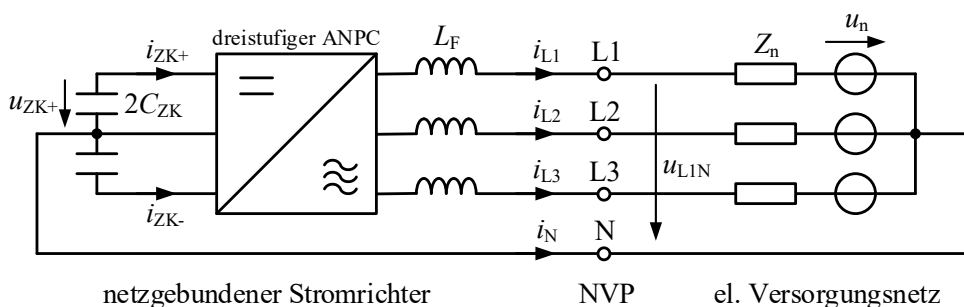 dreistufiger ANPC
i_ZK+
L_F
i_L1
L1
Z_n
u_n
u_ZK+
2C_ZK
i_L2
L2
u_L1N
i_L3
L3
i_ZK-
i_N
N
netzgebundener Stromrichter
NVP
el. Versorgungsnetz